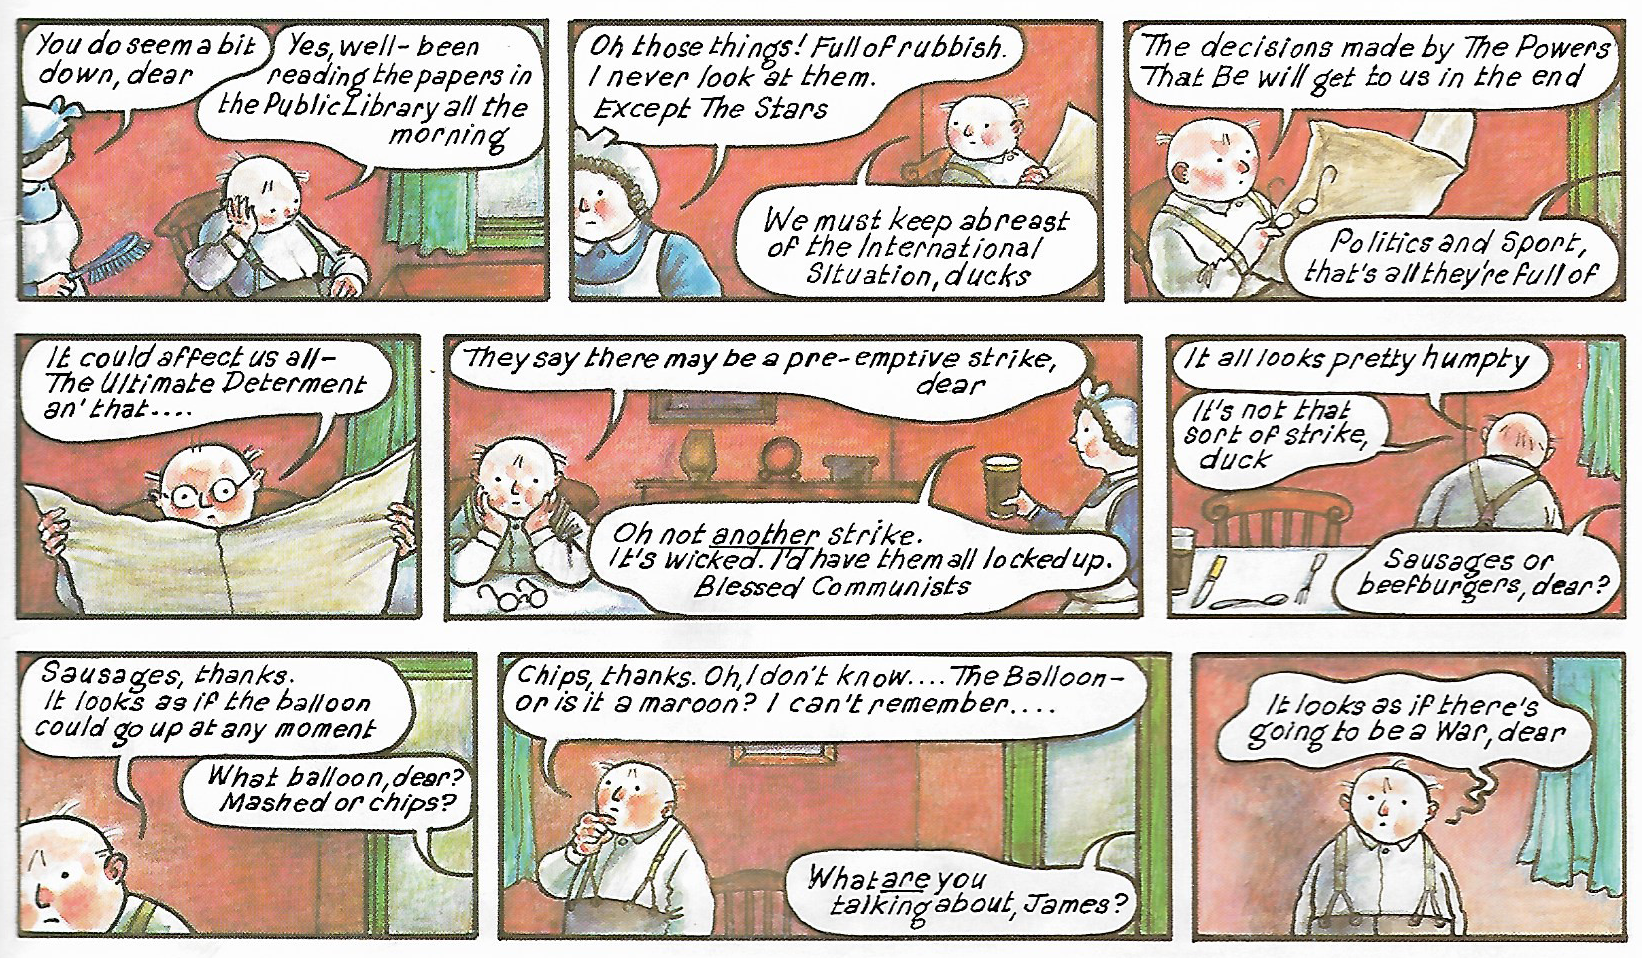 You do seem a bit
down, dear
Yes, well - been
reading the papers in
the Public Library all the
morning
Oh those things! Full of rubbish.
I never look at them.
Except The Stars
We must keep abreast
of the International
Situation, ducks
The decisions made by The Powers
That Be will get to us in the end
Politics and Sport,
that's all they're full of
It could affect us all -
The Ultimate Determent
an' that....
They say there may be a pre-emptive strike,
dear
Oh not another strike.
It's wicked. I'd have them all locked up.
Blessed Communists
It all looks pretty humpty
It's not that
sort of strike,
duck
Sausages or
beefburgers, dear?
Sausages, thanks.
It looks as if the balloon
could go up at any moment
What balloon, dear?
Mashed or chips?
Chips, thanks. Oh, I don't know.... The Balloon -
or is it a maroon? I can't remember....
What are you
talking about, James?
It looks as if there's
going to be a War, dear